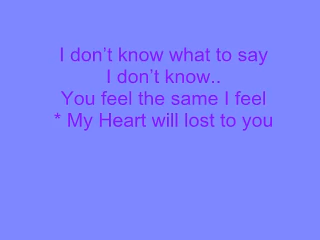 I don’t know what to say
I don’t know..
You feel the same I feel
* My Heart will lost to you